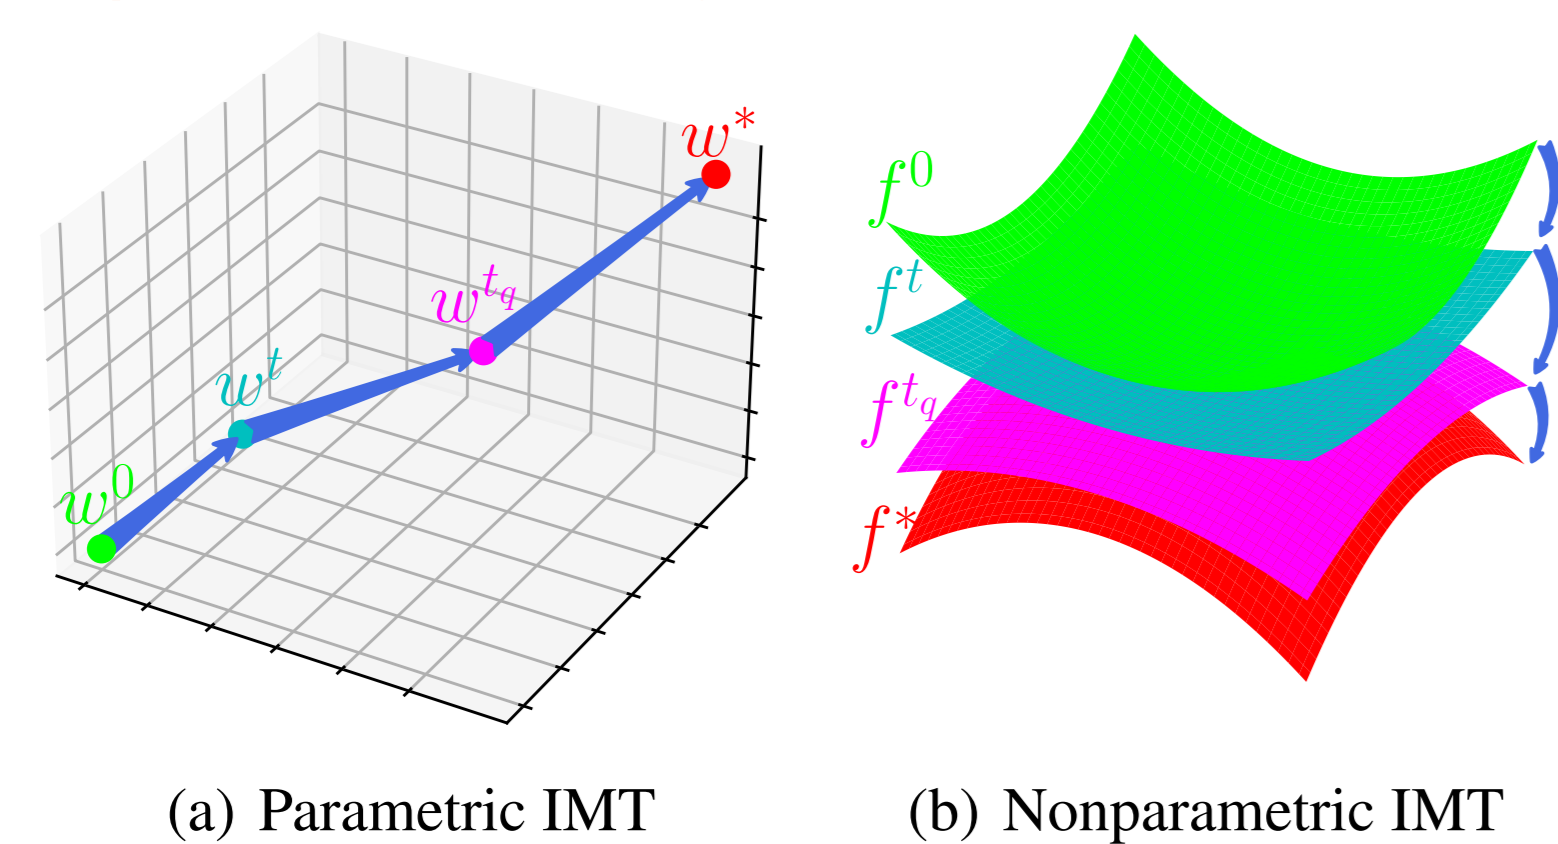 w^*
w^{t_q}
w^t
w^0
(a) Parametric IMT
f^0
f^t
f^{t_q}
f^*
(b) Nonparametric IMT